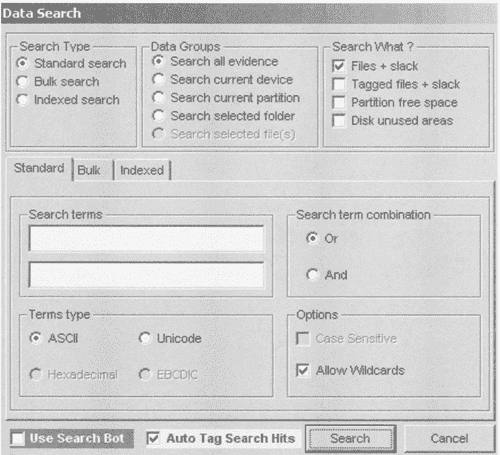 Data Search
Search Type
Standard search
Bulk search
Indexed search
Data Groups
Search all evidence
Search current device
Search current partition
Search selected folder
Search selected file(s)
Search What ?
Files + slack
Tagged files + slack
Partition free space
Disk unused areas
Standard
Bulk
Indexed
Search terms
Search term combination
Or
And
Terms type
ASCII
Unicode
Hexadecimal
EBCDIC
Options
Case Sensitive
Allow Wildcards
Use Search Bot
Auto Tag Search Hits
Search
Cancel